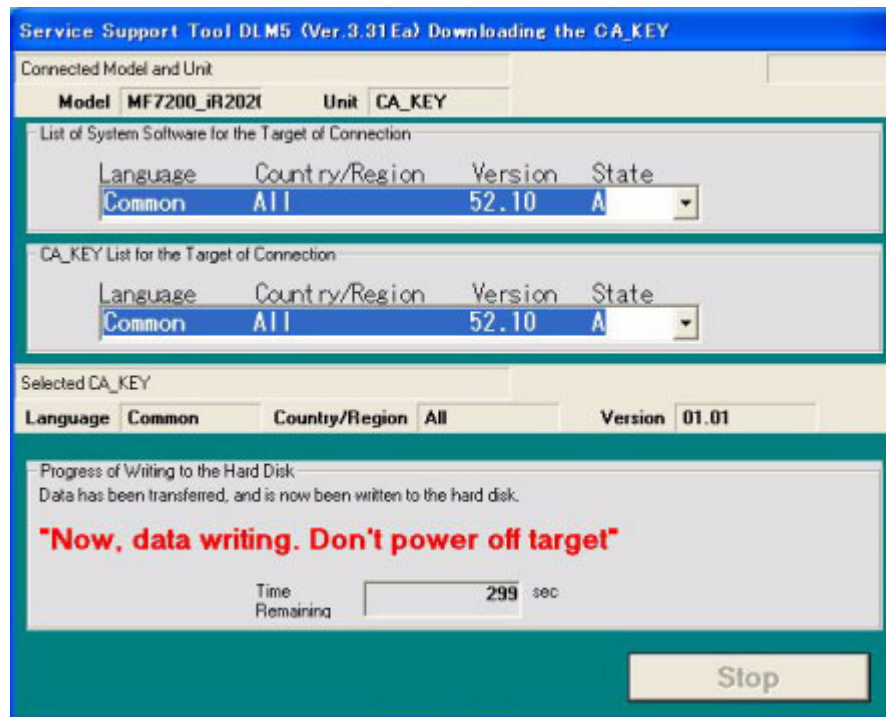 Service Support Tool DLM5 (Ver.3.31Ea) Downloading the CA_KEY
Connected Model and Unit
Model MF7200_iR202( Unit CA_KEY
List of System Software for the Target of Connection
Language Country/Region Version State
Common All 52.10 A
CA_KEY List for the Target of Connection
Language Country/Region Version State
Common All 52.10 A
Selected CA_KEY
Language Common Country/Region All Version 01.01
Progress of Writing to the Hard Disk
Data has been transferred, and is now been written to the hard disk.
"Now, data writing. Don't power off target"
Time Remaining 299 sec
Stop